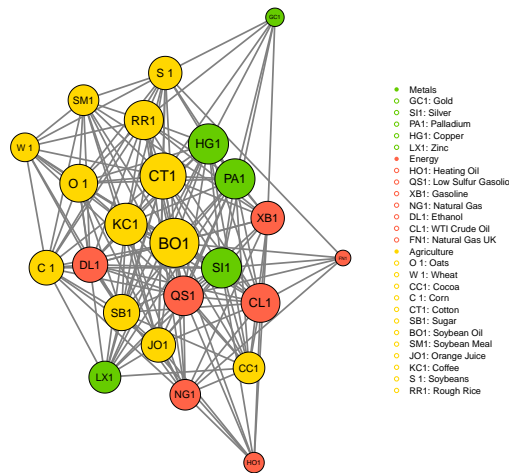 GC1
S 1
SM1
RR1
HG1
W 1
CT1
PA1
O 1
XB1
KC1
BO1
FN1
C 1
DL1
SI1
QS1
CL1
SB1
JO1
CC1
LX1
NG1
HO1
Metals
GC1: Gold
SI1: Silver
PA1: Palladium
HG1: Copper
LX1: Zinc
Energy
HO1: Heating Oil
QS1: Low Sulfur Gasolio
XB1: Gasoline
NG1: Natural Gas
DL1: Ethanol
CL1: WTI Crude Oil
FN1: Natural Gas UK
Agriculture
O 1: Oats
W 1: Wheat
CC1: Cocoa
C 1: Corn
CT1: Cotton
SB1: Sugar
BO1: Soybean Oil
SM1: Soybean Meal
JO1: Orange Juice
KC1: Coffee
S 1: Soybeans
RR1: Rough Rice